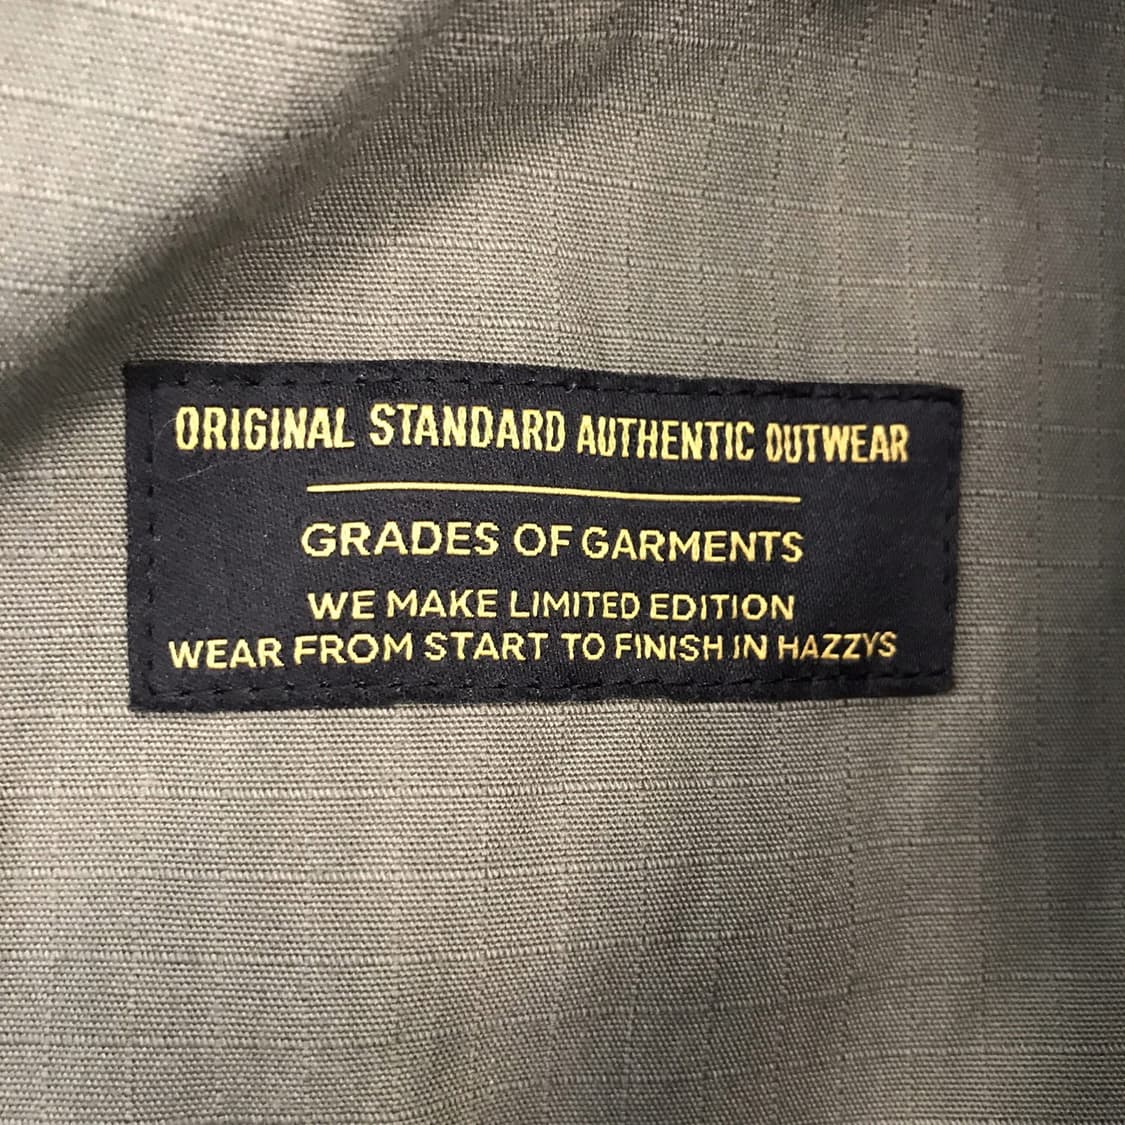 ORIGINAL STANDARD AUTHENTIC OUTWEAR
GRADES OF GARMENTS
WE MAKE LIMITED EDITION
WEAR FROM START TO FINISH IN HAZZYS